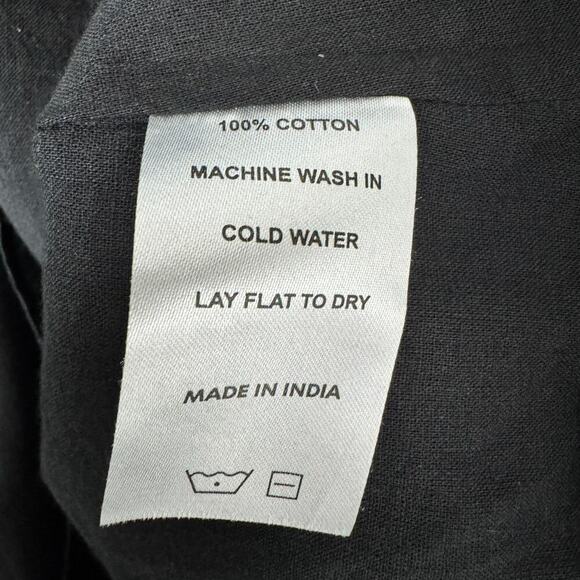 100% COTTON
MACHINE WASH IN
COLD WATER
LAY FLAT TO DRY
MADE IN INDIA